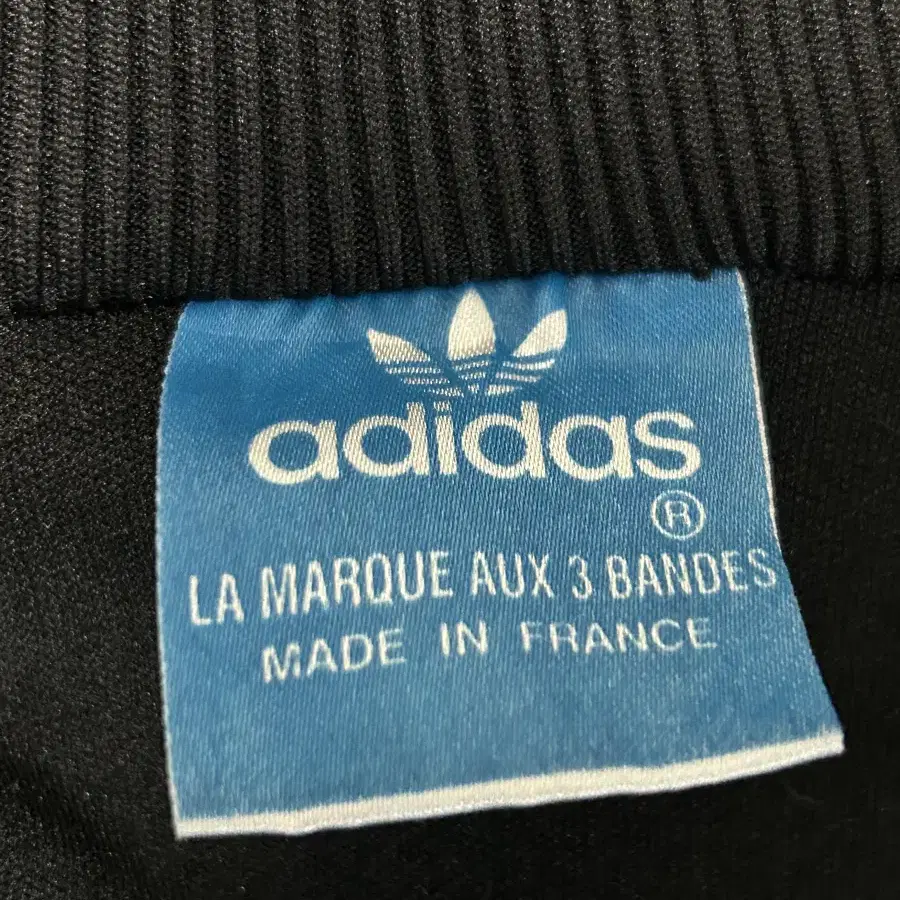 adidas
®
LA MARQUE AUX 3 BANDES
MADE IN FRANCE